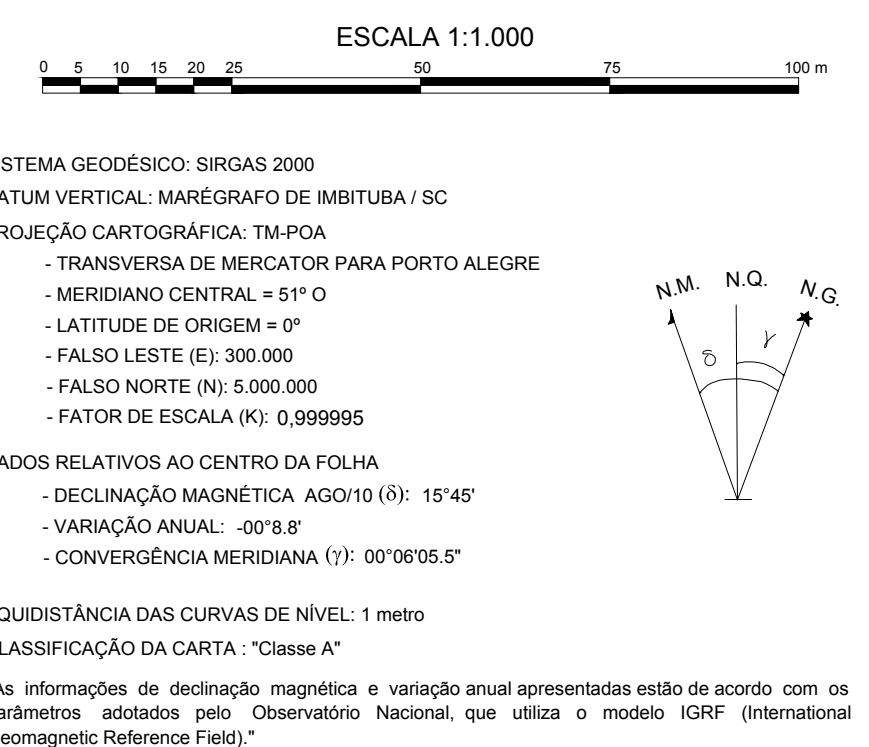 ESCALA 1:1.000
0 5 10 15 20 25 50 75 100 m
ISTEMA GEODÉSICO: SIRGAS 2000
ATUM VERTICAL: MARÉGRAFO DE IMBITUBA / SC
ROJEÇÃO CARTOGRÁFICA: TM-POA
- TRANSVERSA DE MERCATOR PARA PORTO ALEGRE
- MERIDIANO CENTRAL = 51º O
- LATITUDE DE ORIGEM = 0º
- FALSO LESTE (E): 300.000
- FALSO NORTE (N): 5.000.000
- FATOR DE ESCALA (K): 0,999995
N.M. N.Q. N.G.
δ γ
ADOS RELATIVOS AO CENTRO DA FOLHA
- DECLINAÇÃO MAGNÉTICA AGO/10 (δ): 15°45'
- VARIAÇÃO ANUAL: -00°8.8'
- CONVERGÊNCIA MERIDIANA (γ): 00°06'05.5"
QUIDISTÂNCIA DAS CURVAS DE NÍVEL: 1 metro
LASSIFICAÇÃO DA CARTA : "Classe A"
As informações de declinação magnética e variação anual apresentadas estão de acordo com os
arâmetros adotados pelo Observatório Nacional, que utiliza o modelo IGRF (International
eomagnetic Reference Field)."